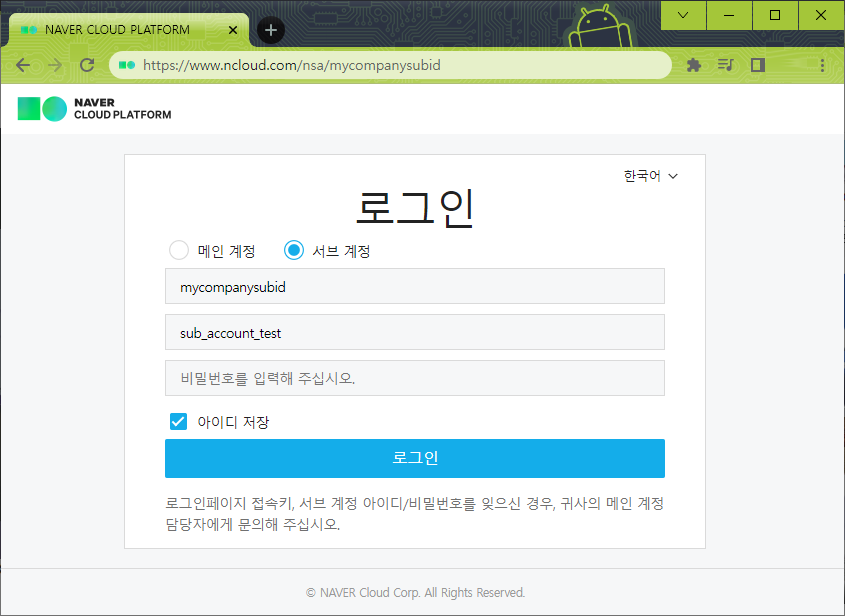 NAVER CLOUD PLATFORM
https://www.ncloud.com/nsa/mycompanysubid
NAVER
CLOUD PLATFORM
한국어
로그인
메인 계정 서브 계정
mycompanysubid
sub_account_test
비밀번호를 입력해 주십시오.
아이디 저장
로그인
로그인페이지 접속키, 서브 계정 아이디/비밀번호를 잊으신 경우, 귀사의 메인 계정
담당자에게 문의해 주십시오.
© NAVER Cloud Corp. All Rights Reserved.